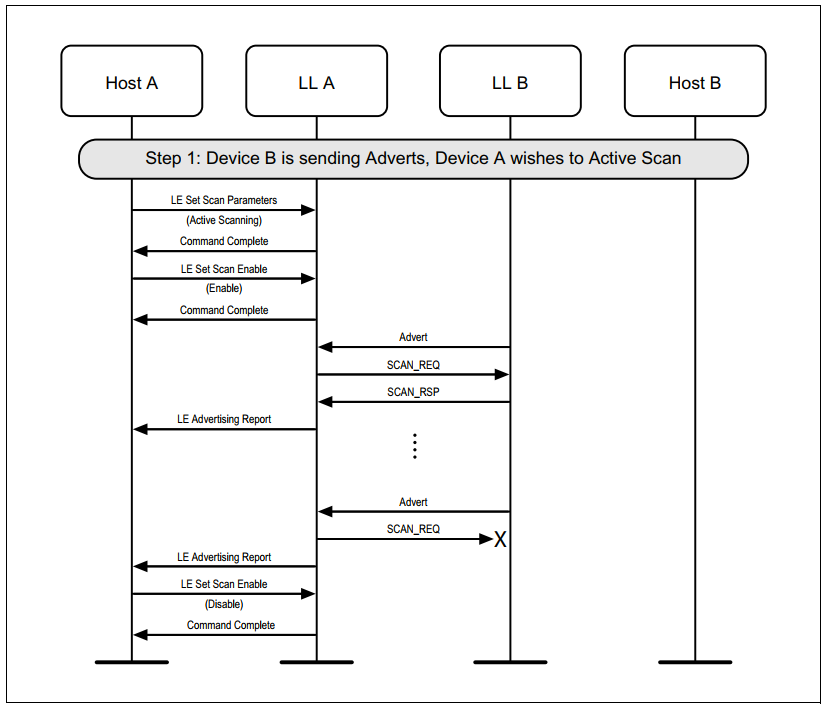 Host A
LL A
LL B
Host B
Step 1: Device B is sending Adverts, Device A wishes to Active Scan
LE Set Scan Parameters
(Active Scanning)
Command Complete
LE Set Scan Enable
(Enable)
Command Complete
Advert
SCAN_REQ
SCAN_RSP
LE Advertising Report
Advert
SCAN_REQ
X
LE Advertising Report
LE Set Scan Enable
(Disable)
Command Complete